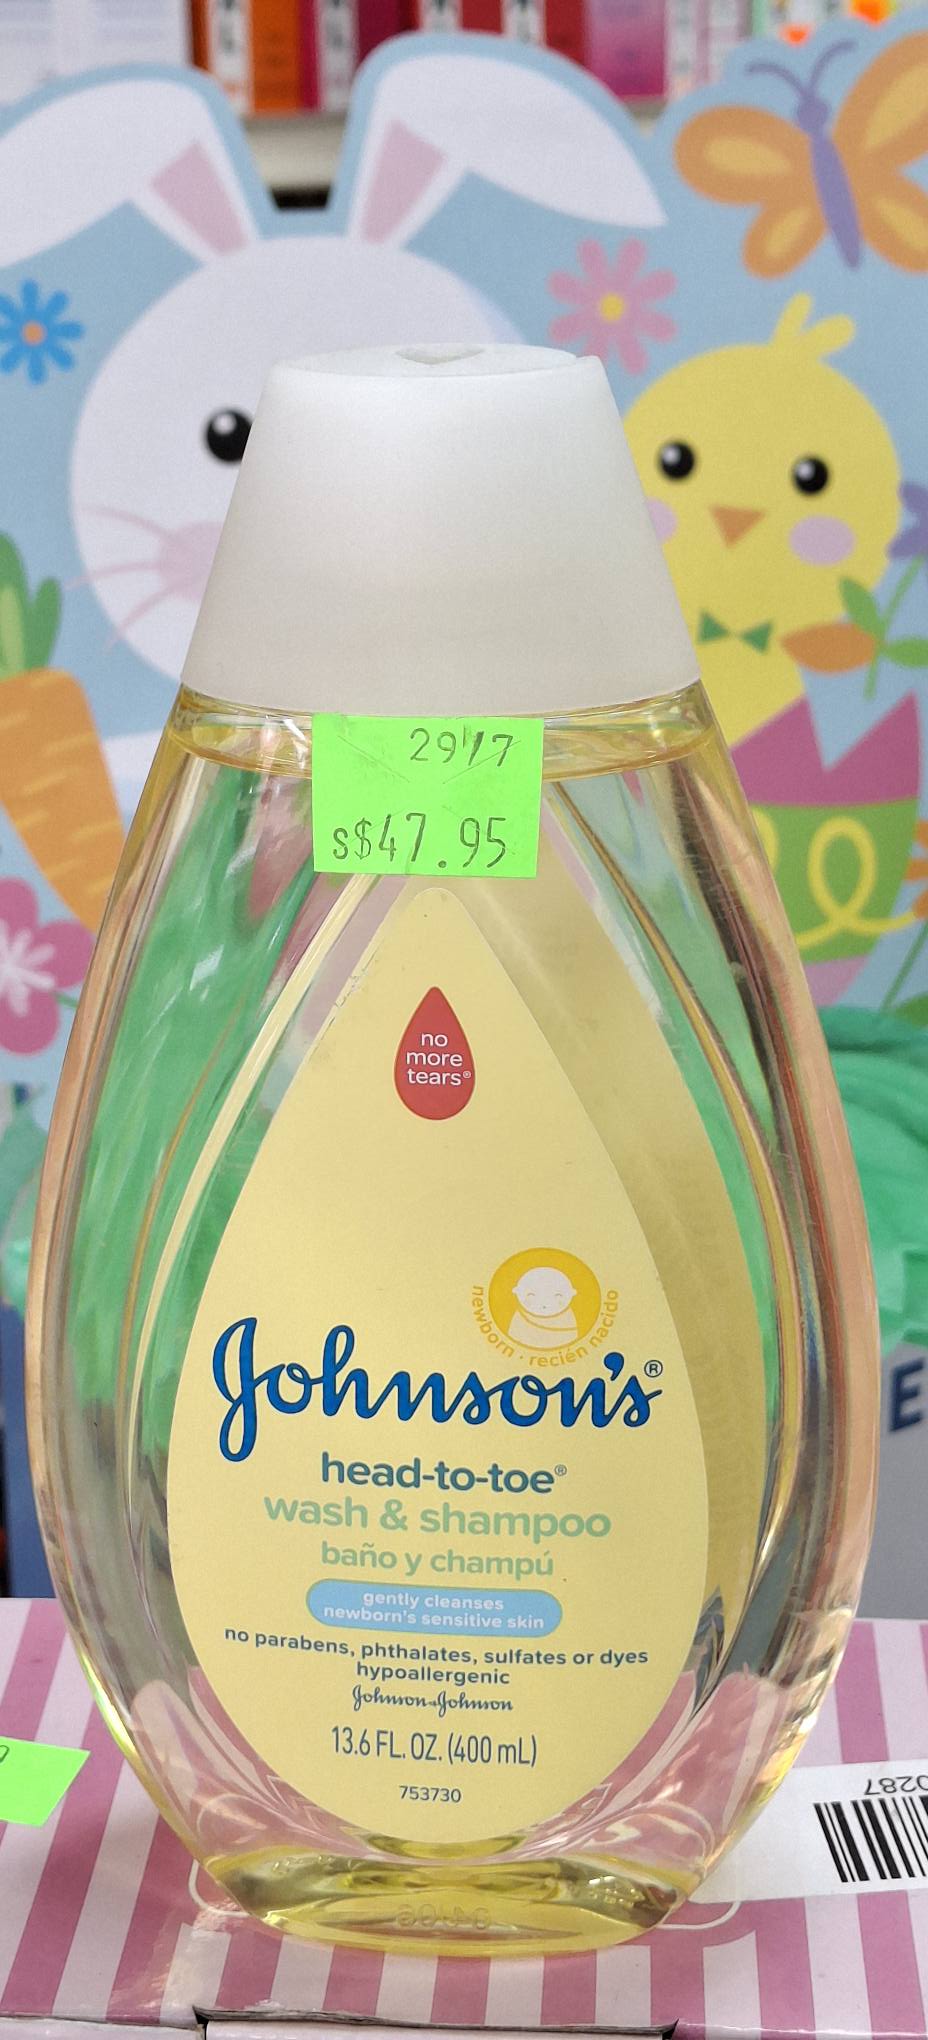 2917
S$47.95
no
more
tears®
newborn · recién nacido
Johnson's®
head-to-toe®
wash & shampoo
baño y champú
gently cleanses
newborn's sensitive skin
no parabens, phthalates, sulfates or dyes
hypoallergenic
Johnson & Johnson
13.6 FL. OZ. (400 mL)
753730
0287
E